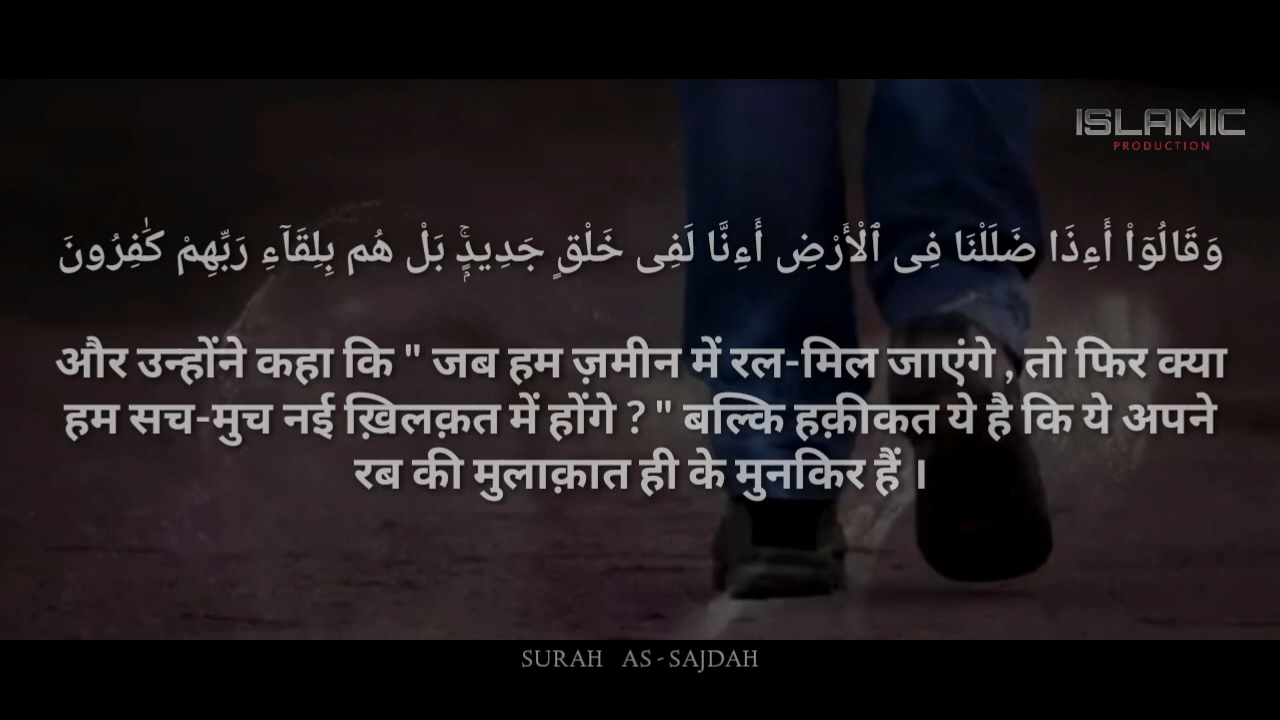 ISLAMIC
PRODUCTION
وَقَالُوٓا۟ أَءِذَا ضَلَلْنَا فِى ٱلْأَرْضِ أَءِنَّا لَفِى خَلْقٍۢ جَدِيدٍۭ ۚ بَلْ هُم بِلِقَآءِ رَبِّهِمْ كَـٰفِرُونَ
और उन्होंने कहा कि " जब हम ज़मीन में रल-मिल जाएंगे , तो फिर क्या
हम सच-मुच नई ख़िलक़त में होंगे ? " बल्कि हक़ीकत ये है कि ये अपने
रब की मुलाक़ात ही के मुनकिर हैं ।
SURAH AS-SAJDAH